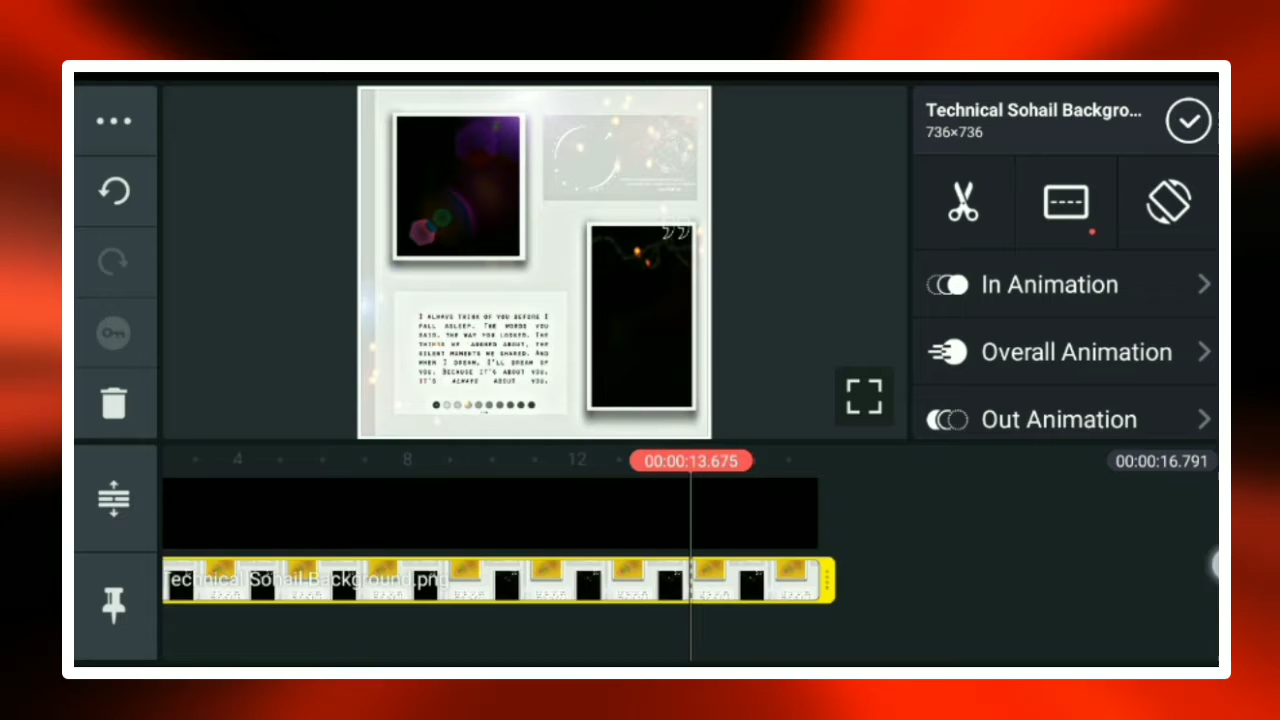 Technical Sohail Backgro...
736×736
In Animation
Overall Animation
Out Animation
I ALWAYS THINK OF YOU BEFORE I
FALL ASLEEP. THE WORDS YOU
SAID, THE WAY YOU LOOKED. THE
THINGS WE
ABOUT, THE
SILENT MOMENTS WE SHARED. AND
WHEN I DREAM, I'LL DREAM OF
YOU. BECAUSE IT'S ABOUT YOU.
IT'S ALWAYS ABOUT YOU.
4
8
12
00:00:13.675
00:00:16.791
Technical Sohail Background.png